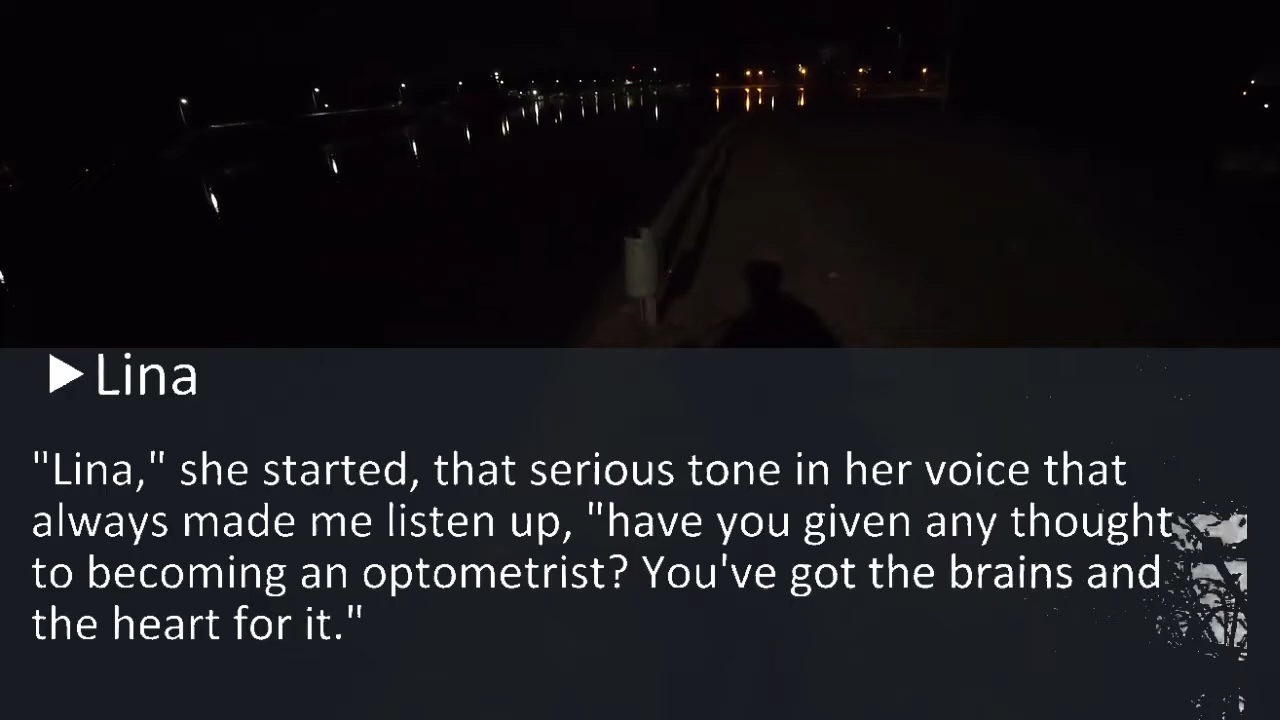 Lina
"Lina," she started, that serious tone in her voice that
always made me listen up, "have you given any thought
to becoming an optometrist? You've got the brains and
the heart for it."